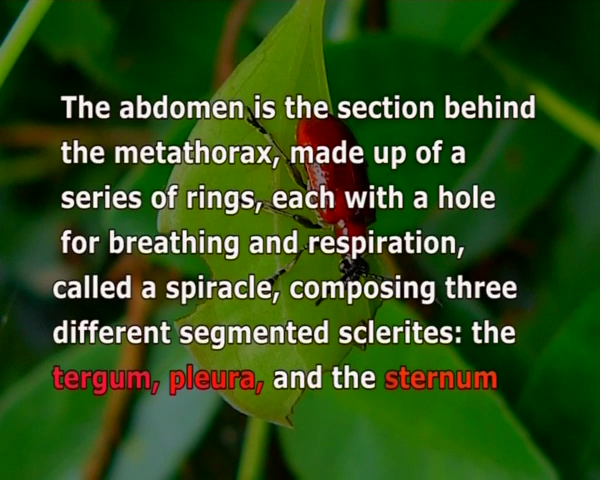 The abdomen is the section behind
the metathorax, made up of a
series of rings, each with a hole
for breathing and respiration,
called a spiracle, composing three
different segmented sclerites: the
tergum, pleura, and the sternum